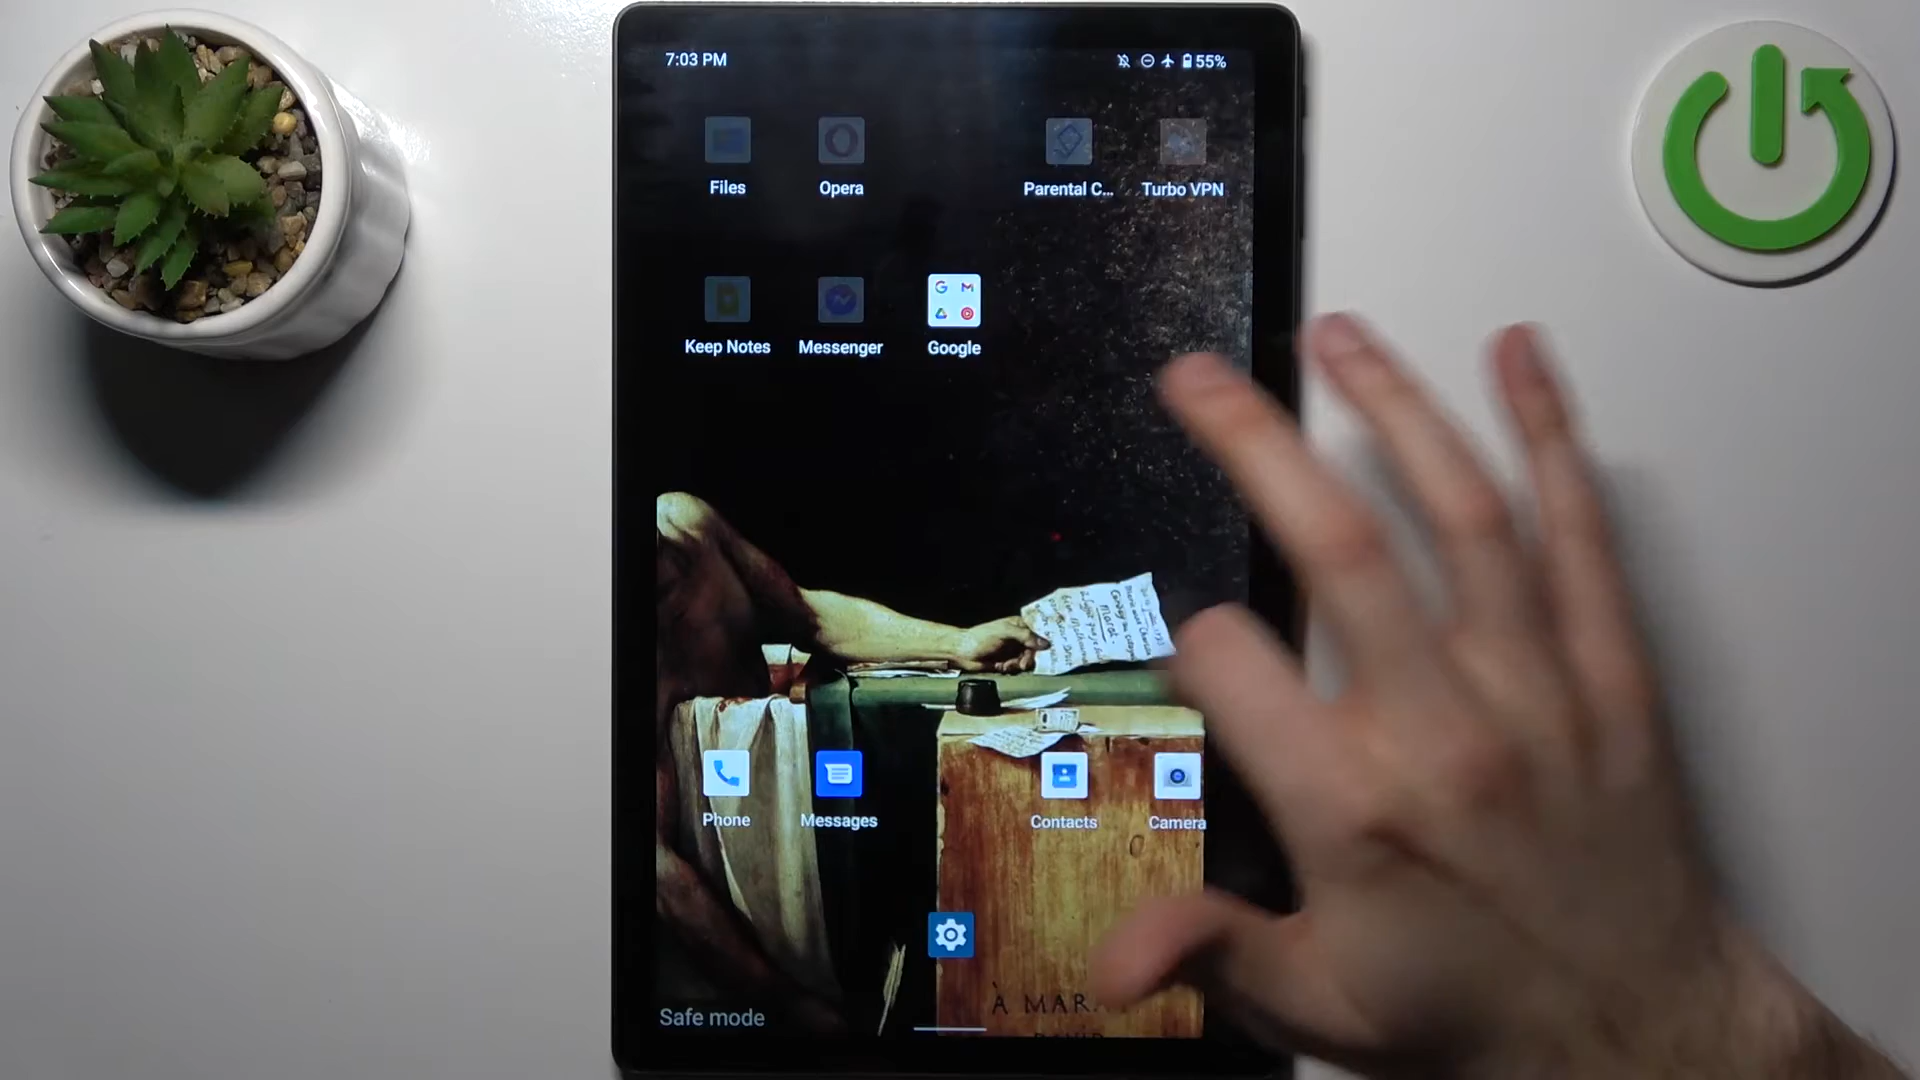 7:03 PM
55%
Files
Opera
Parental C...
Turbo VPN
Keep Notes
Messenger
Google
Phone
Messages
Contacts
Camera
Safe mode
À MARA